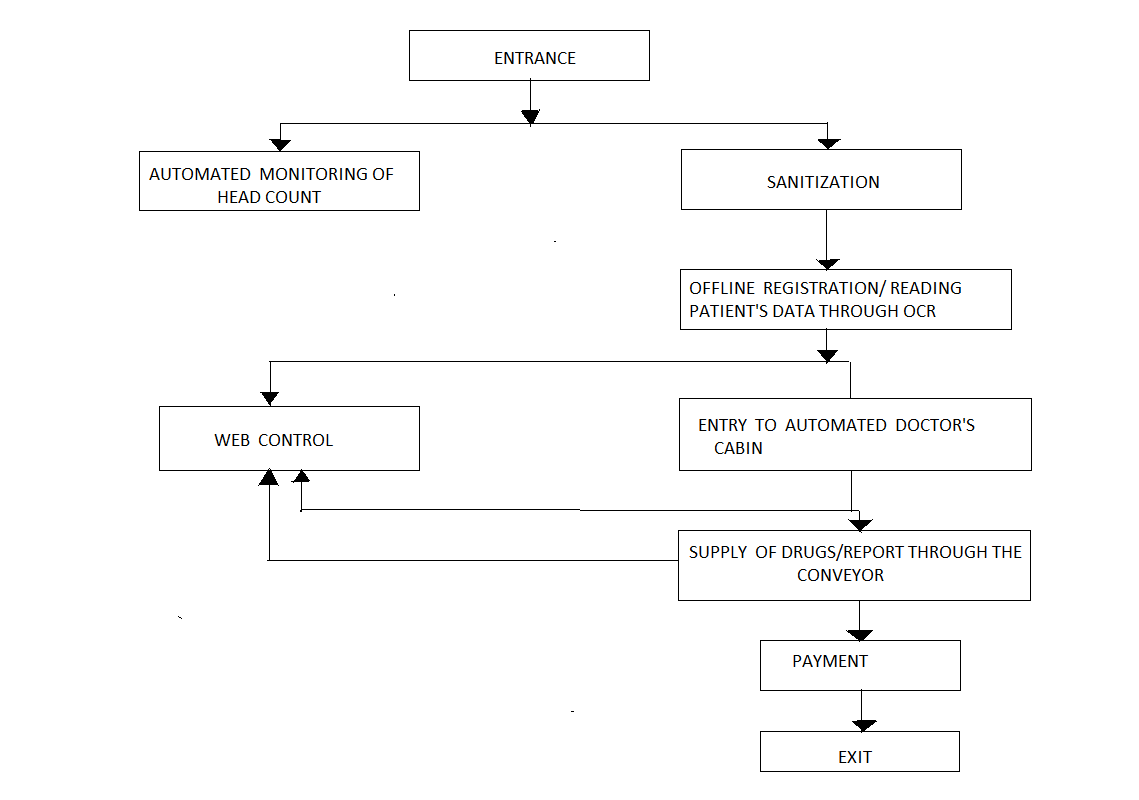 ENTRANCE
AUTOMATED MONITORING OF
HEAD COUNT
SANITIZATION
OFFLINE REGISTRATION/ READING
PATIENT'S DATA THROUGH OCR
WEB CONTROL
ENTRY TO AUTOMATED DOCTOR'S
CABIN
SUPPLY OF DRUGS/REPORT THROUGH THE
CONVEYOR
PAYMENT
EXIT